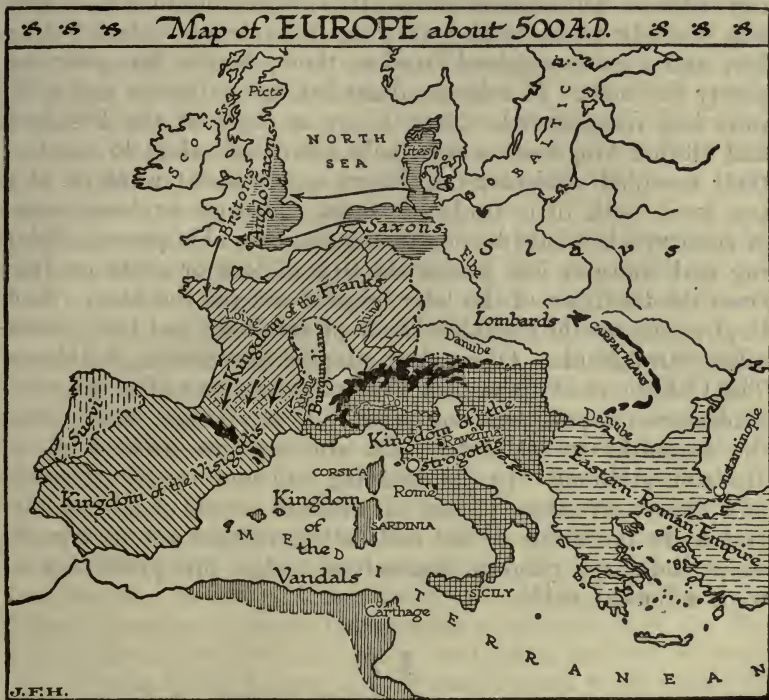 Map of EUROPE about 500 A.D.
Picts
SCOTS
NORTH
SEA
Jutes
BALTIC
Brittons
Anglo Saxons
Saxons
Slavs
Elbe
Kingdom of the Franks
Loire
Rhine
Lombards
CARPATHIANS
Danube
Burgundians
Rhone
Po
Suevi
Kingdom of the
Ostrogoths
Ravenna
Danube
Constantinople
Kingdom of the Visigoths
Eastern Roman Empire
CORSICA
Rome
Kingdom
of
the
Vandals
SARDINIA
SICILY
Carthage
MEDITERRANEAN
J.F.H.